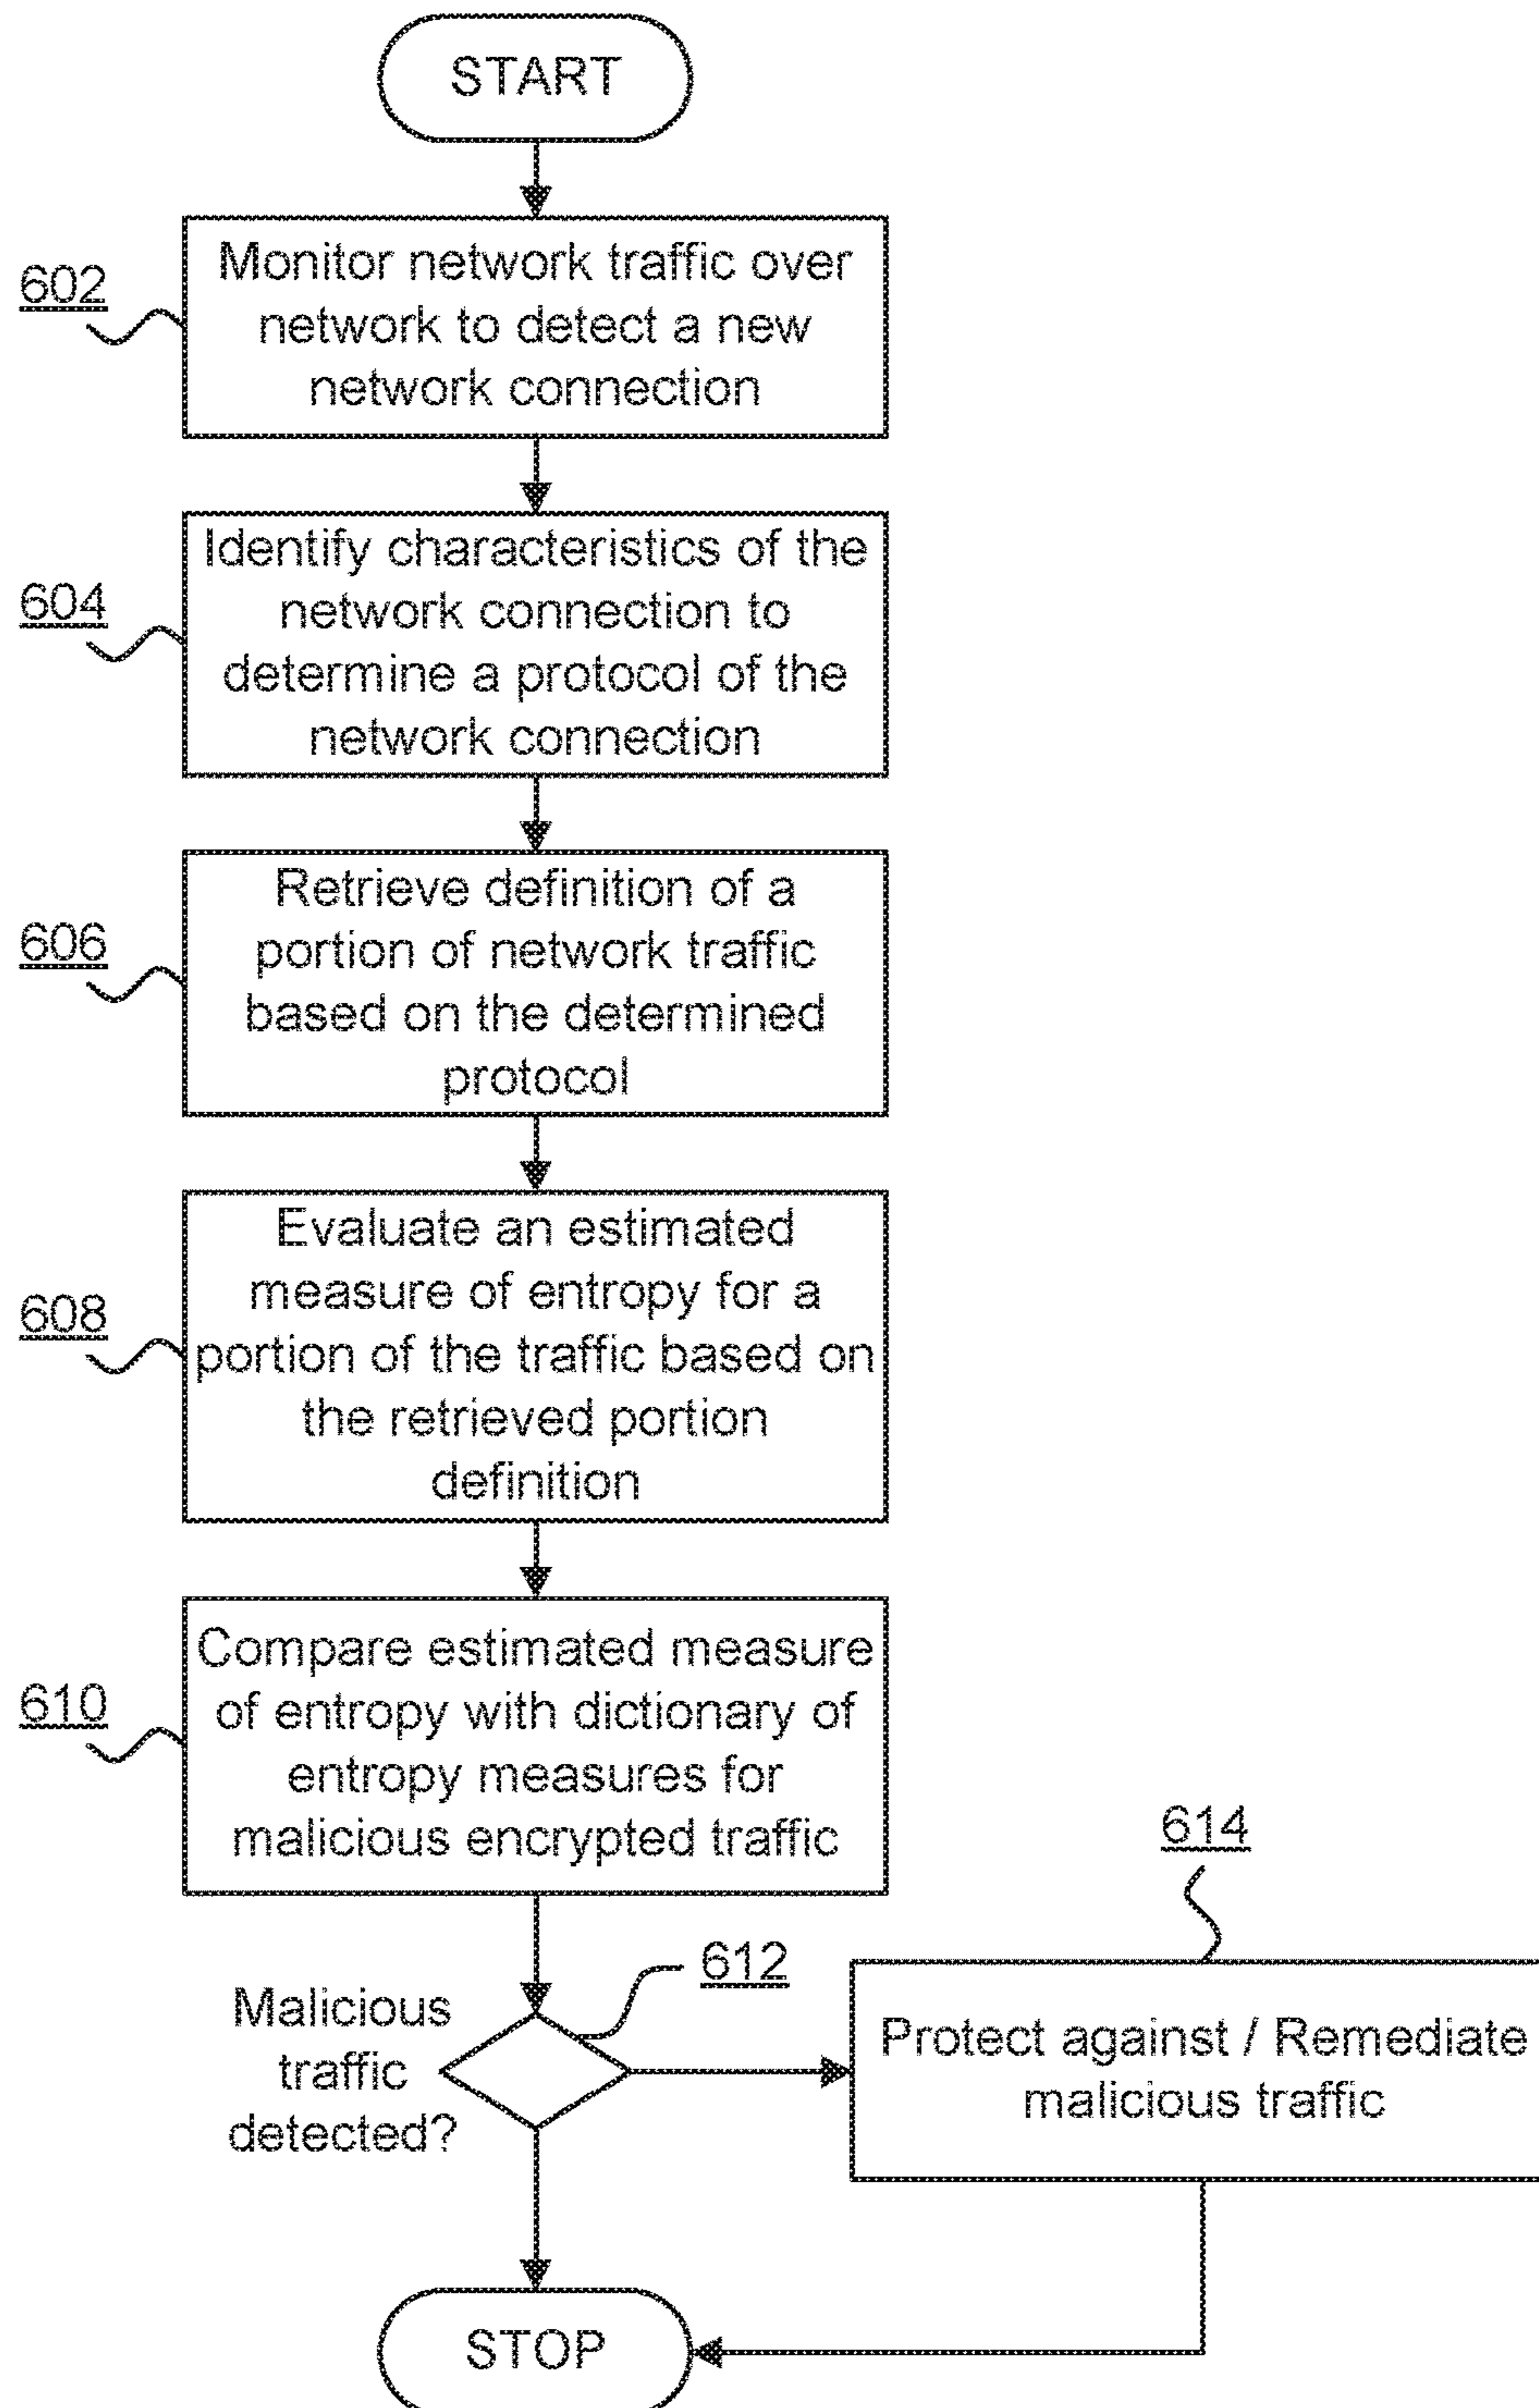 START
602
Monitor network traffic over
network to detect a new
network connection
604
Identify characteristics of the
network connection to
determine a protocol of the
network connection
606
Retrieve definition of a
portion of network traffic
based on the determined
protocol
608
Evaluate an estimated
measure of entropy for a
portion of the traffic based on
the retrieved portion
definition
610
Compare estimated measure
of entropy with dictionary of
entropy measures for
malicious encrypted traffic
612
Malicious
traffic
detected?
614
Protect against / Remediate
malicious traffic
STOP